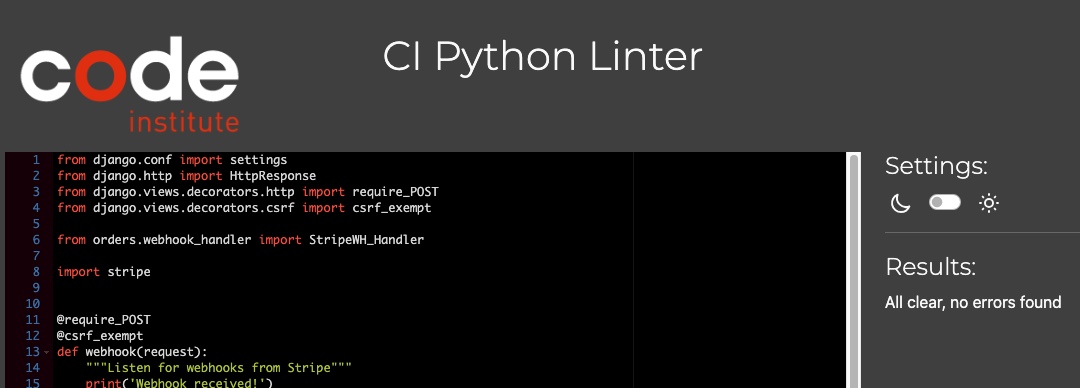 code
institute
CI Python Linter
1 from django.conf import settings
2 from django.http import HttpResponse
3 from django.views.decorators.http import require_POST
4 from django.views.decorators.csrf import csrf_exempt
5
6 from orders.webhook_handler import StripeWH_Handler
7
8 import stripe
9
10
11 @require_POST
12 @csrf_exempt
13 def webhook(request):
14     """Listen for webhooks from Stripe"""
15     print('Webhook received!')
Settings:
Results:
All clear, no errors found